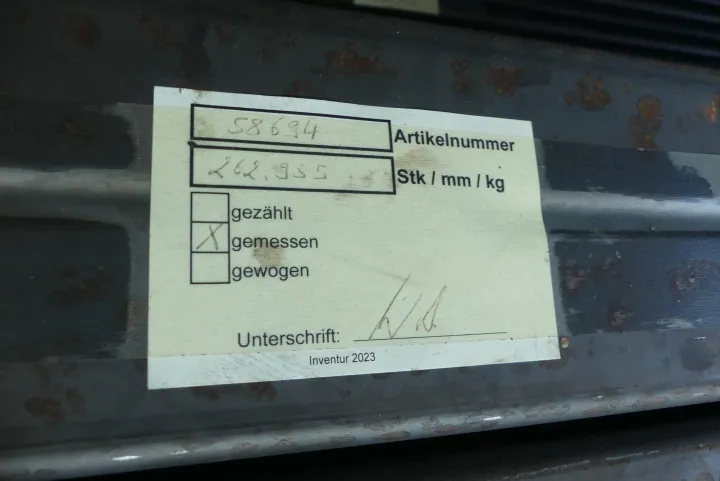 58694 Artikelnummer
262.955 Stk / mm / kg
gezählt
X gemessen
gewogen
Unterschrift:
Inventur 2023